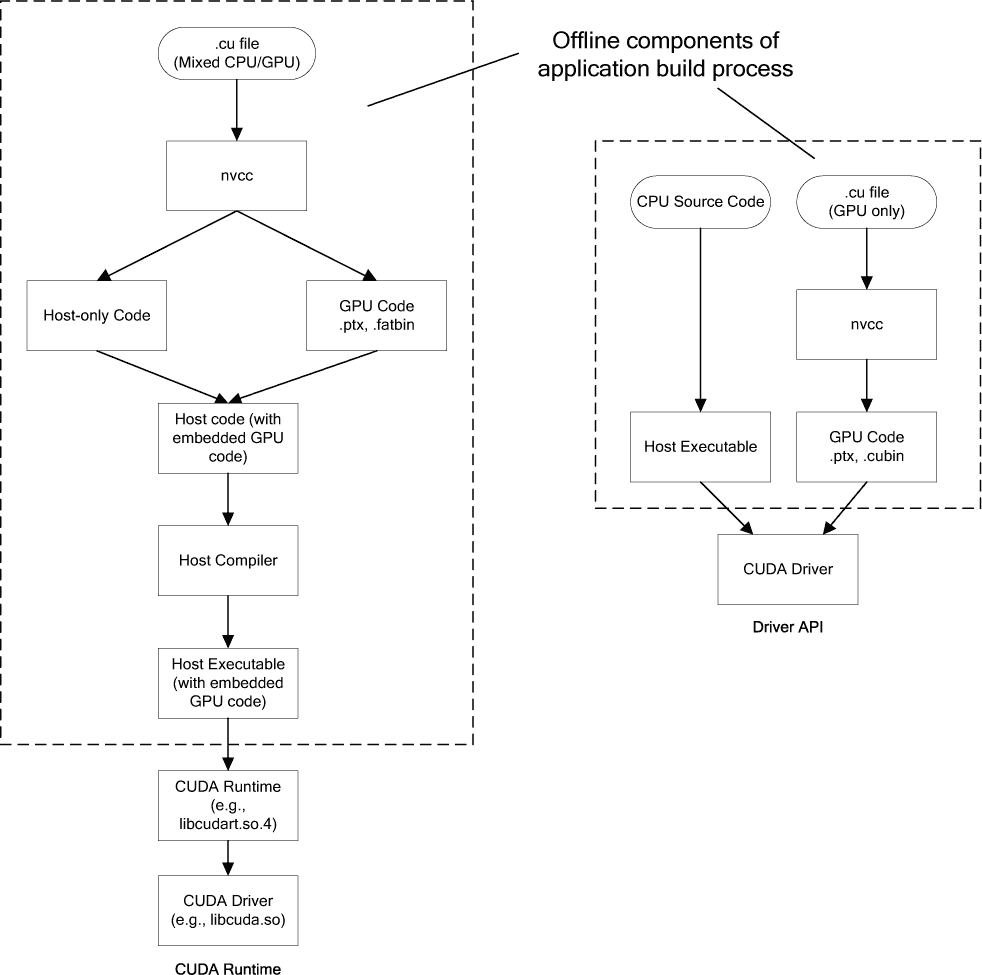 Offline components of
application build process
.cu file
(Mixed CPU/GPU)
nvcc
Host-only Code
GPU Code
.ptx, .fatbin
Host code (with
embedded GPU
code)
Host Compiler
Host Executable
(with embedded
GPU code)
CUDA Runtime
(e.g.,
libcudart.so.4)
CUDA Driver
(e.g., libcuda.so)
CUDA Runtime
CPU Source Code
.cu file
(GPU only)
nvcc
Host Executable
GPU Code
.ptx, .cubin
CUDA Driver
Driver API